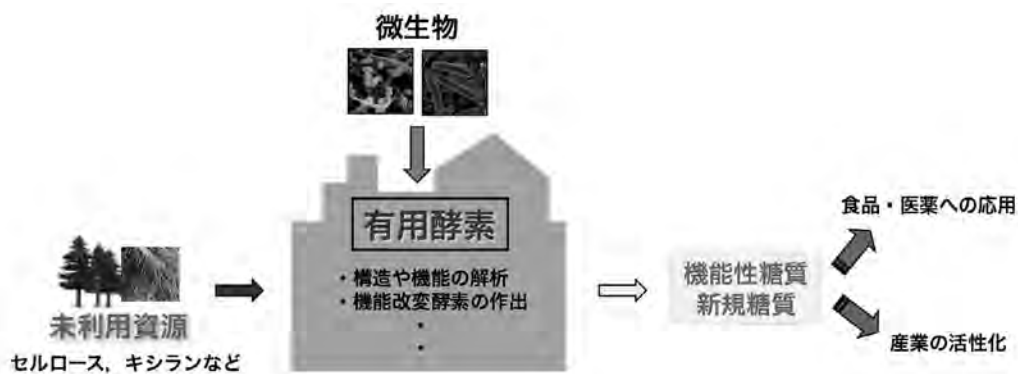 微生物
有用酵素
・構造や機能の解析
・機能改変酵素の作出
・
・
未利用資源
セルロース，キシランなど
機能性糖質
新規糖質
食品・医薬への応用
産業の活性化